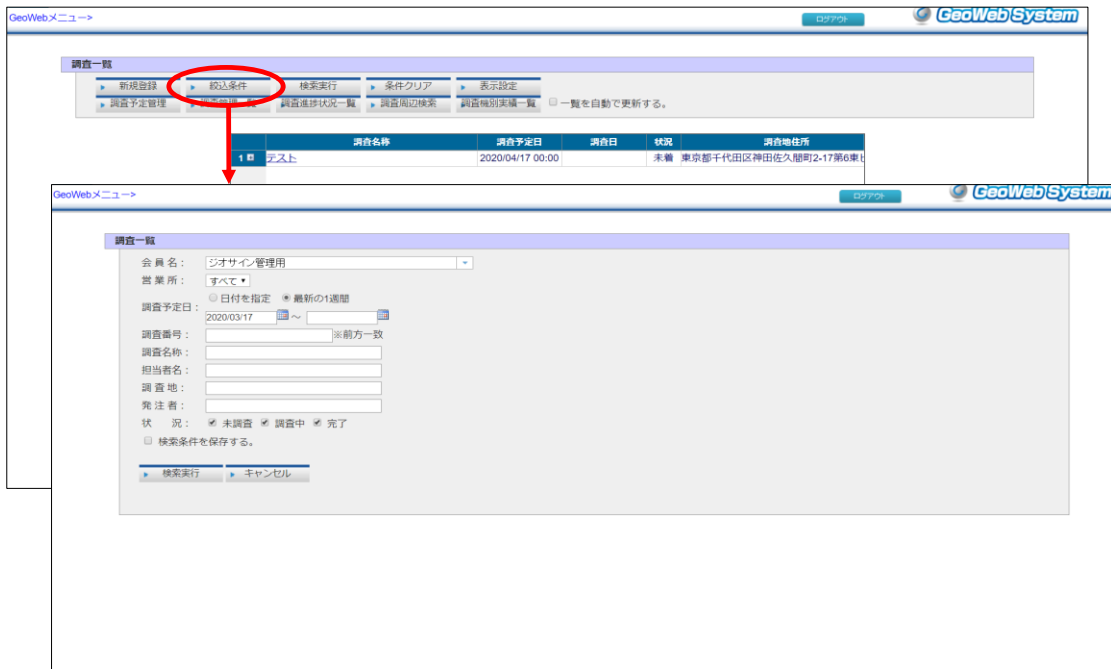 GeoWebメニュー>
ログアウト
GeoWeb System
調査一覧
新規登録 絞込条件 検索実行 条件クリア 表示設定
調査予定管理 調査管理一覧 調査進捗状況一覧 調査周辺検索 調査機別実績一覧 一覧を自動で更新する。
調査名称 調査予定日 調査日 状況 調査地住所
1 テスト 2020/04/17 00:00 未着 東京都千代田区神田佐久間町2-17第6東ビ
GeoWebメニュー>
ログアウト
GeoWeb System
調査一覧
会 員 名： ジオサイン管理用
営 業 所： すべて
調査予定日： 日付を指定 最新の1週間
2020/03/17 ～
調査番号： ※前方一致
調査名称：
担当者名：
調 査 地：
発 注 者：
状 況： 未調査 調査中 完了
検索条件を保存する。
検索実行 キャンセル